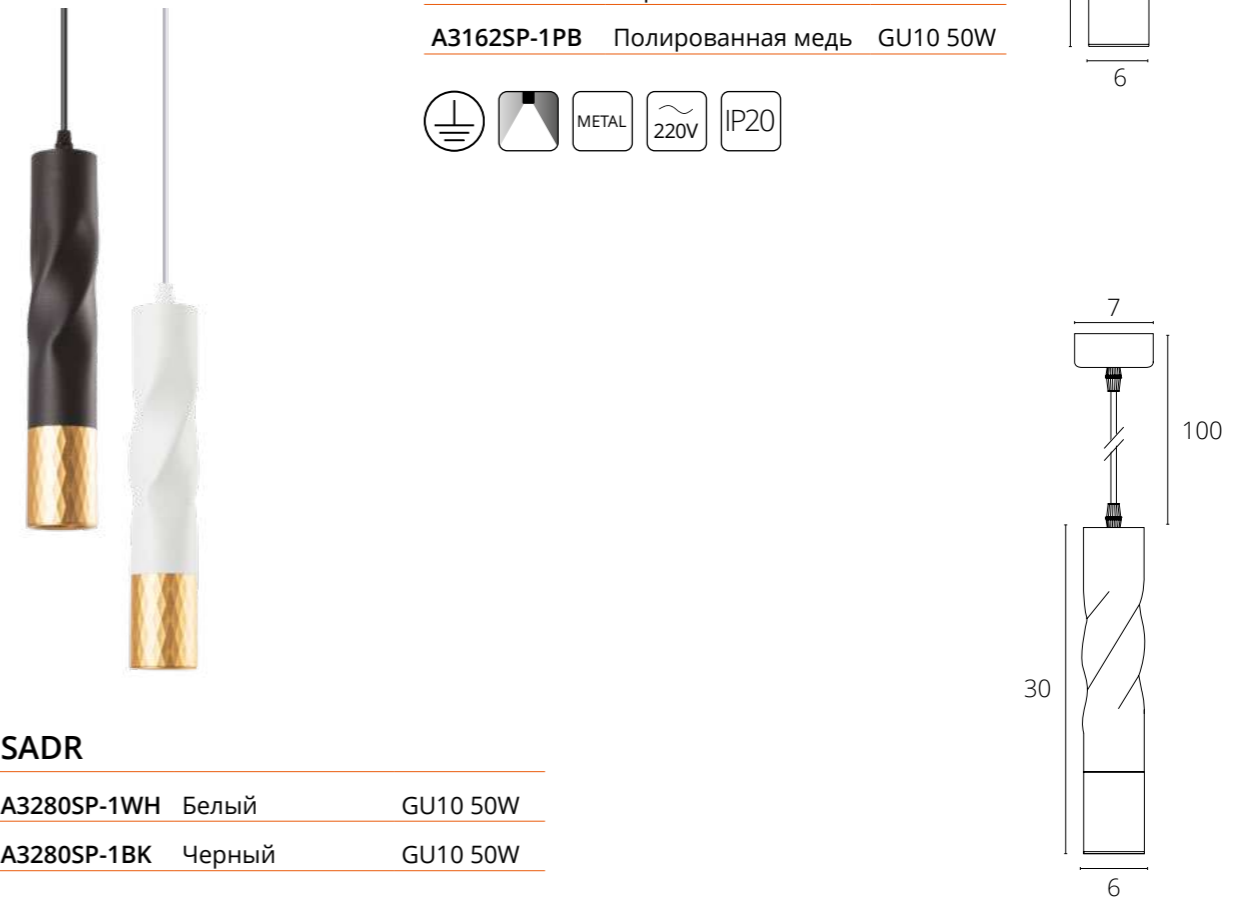 A3162SP-1PB Полированная медь GU10 50W
6
METAL 220V IP20
7
100
30
SADR
A3280SP-1WH Белый GU10 50W
A3280SP-1BK Черный GU10 50W
6